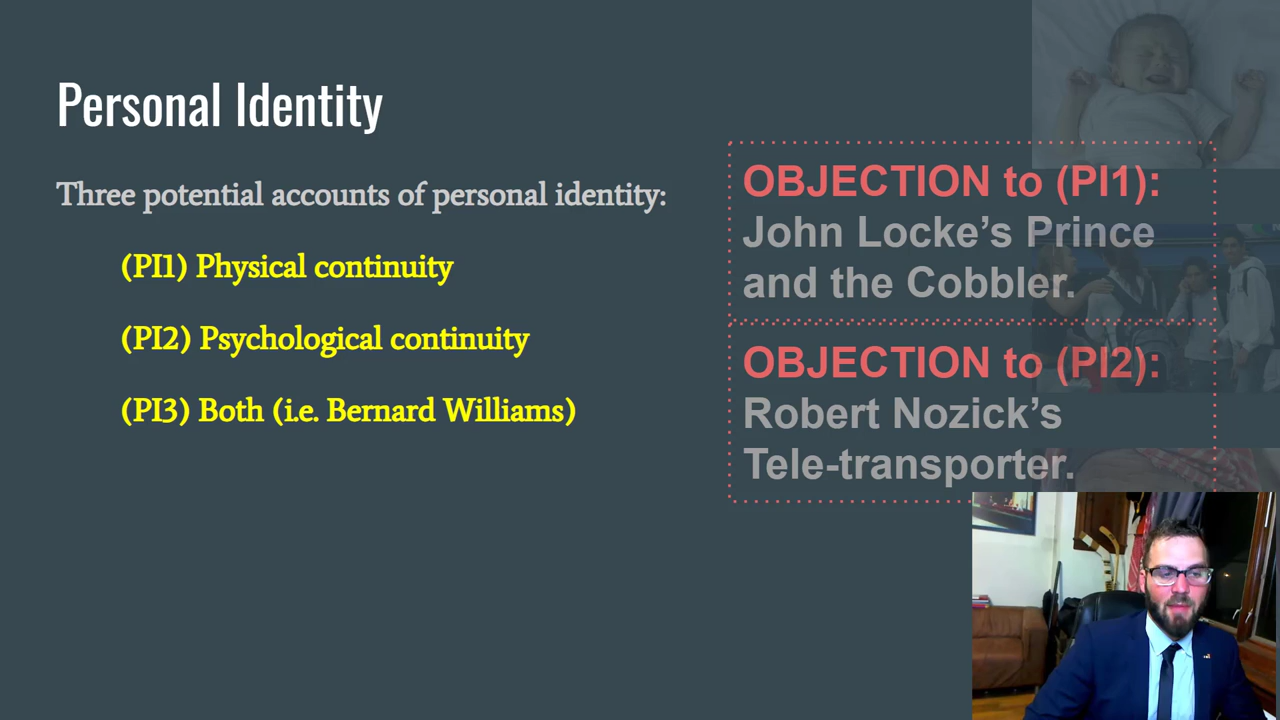 Personal Identity
Three potential accounts of personal identity:
(PI1) Physical continuity
(PI2) Psychological continuity
(PI3) Both (i.e. Bernard Williams)
OBJECTION to (PI1):
John Locke’s Prince
and the Cobbler.
OBJECTION to (PI2):
Robert Nozick’s
Tele-transporter.